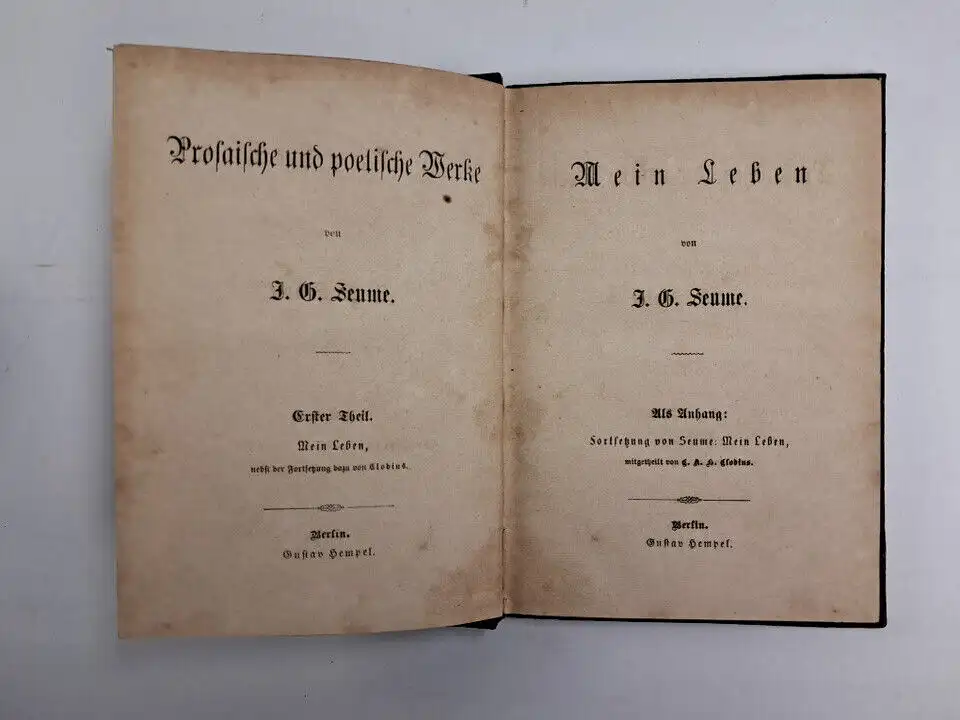 Prosaische und poetische Werke
von
J. G. Seume.
Erster Theil.
Mein Leben,
nebst der Fortsetzung dazu von Clodius.
Berlin.
Gustav Hempel.
Mein Leben
von
J. G. Seume.
Als Anhang:
Fortsetzung von Seume: Mein Leben,
mitgetheilt von C. A. H. Clodius.
Berlin.
Gustav Hempel.